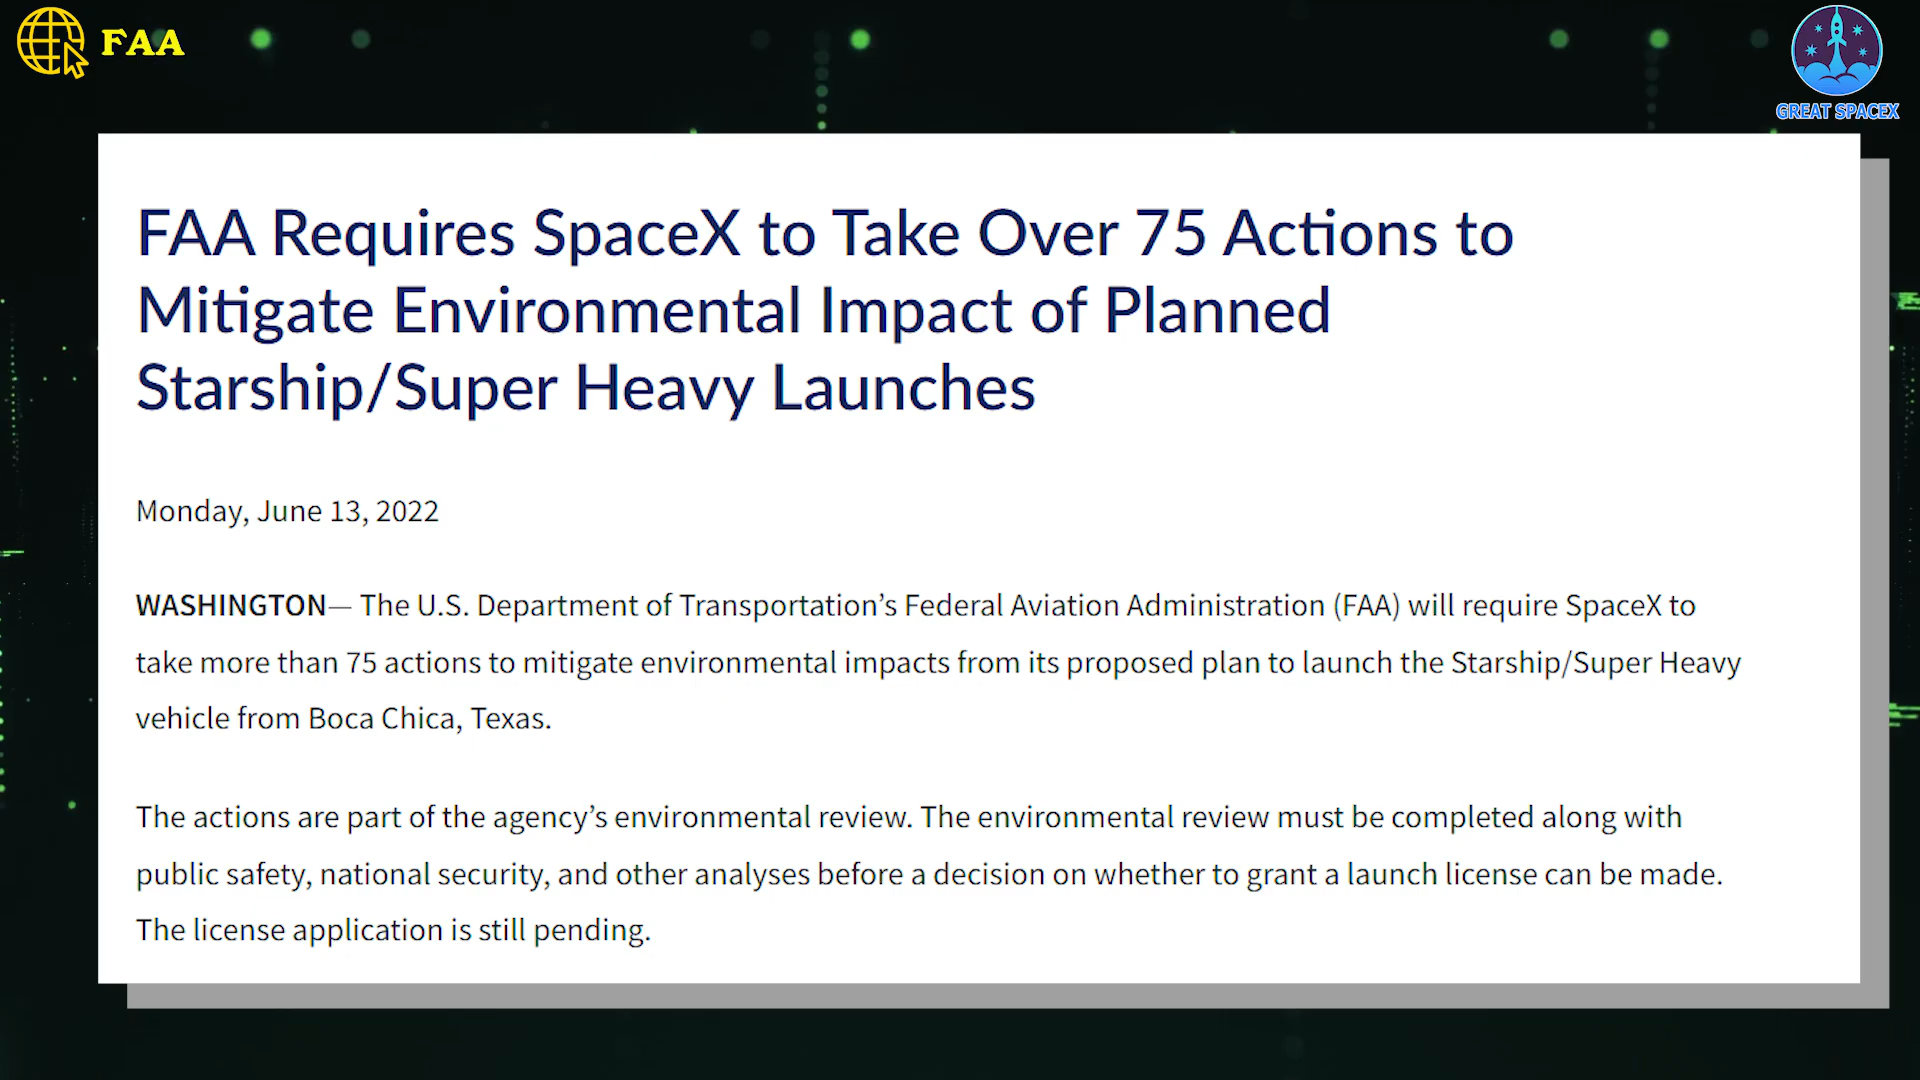 FAA
GREAT SPACEX
FAA Requires SpaceX to Take Over 75 Actions to
Mitigate Environmental Impact of Planned
Starship/Super Heavy Launches
Monday, June 13, 2022
WASHINGTON— The U.S. Department of Transportation’s Federal Aviation Administration (FAA) will require SpaceX to
take more than 75 actions to mitigate environmental impacts from its proposed plan to launch the Starship/Super Heavy
vehicle from Boca Chica, Texas.
The actions are part of the agency’s environmental review. The environmental review must be completed along with
public safety, national security, and other analyses before a decision on whether to grant a launch license can be made.
The license application is still pending.